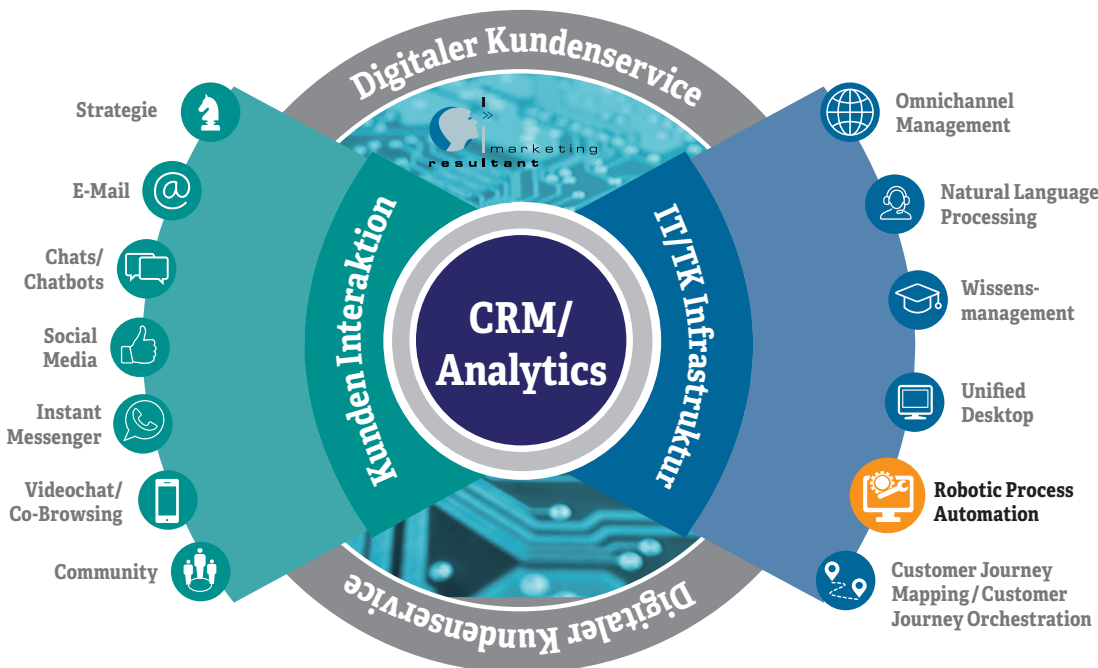 Digitaler Kundenservice
marketing
resultant
Strategie
E-Mail
Chats/
Chatbots
Social
Media
Instant
Messenger
Videochat/
Co-Browsing
Community
Kunden Interaktion
CRM/
Analytics
IT/TK Infrastruktur
Omnichannel
Management
Natural Language
Processing
Wissens-
management
Unified
Desktop
Robotic Process
Automation
Customer Journey
Mapping/Customer
Journey Orchestration
Digitaler Kundenservice